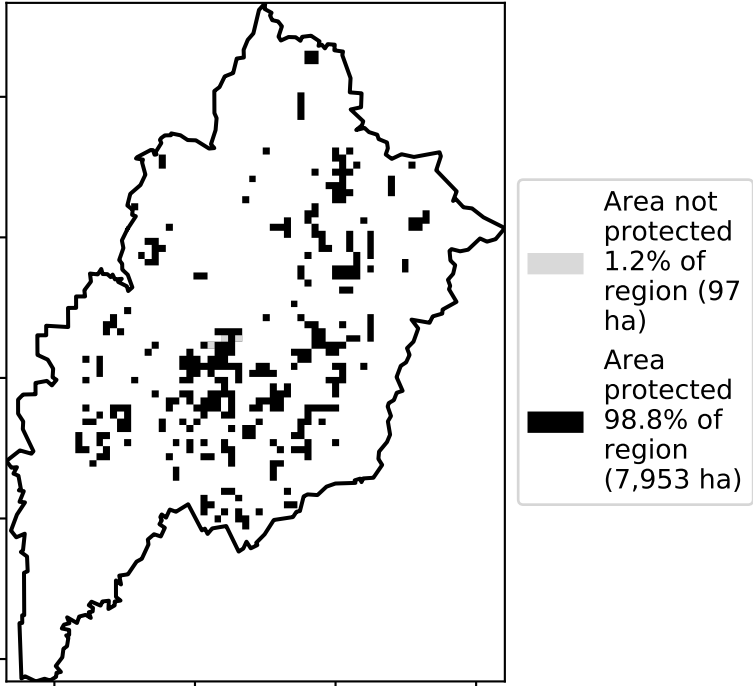 Area not
protected
1.2% of
region (97
ha)
Area
protected
98.8% of
region
(7,953 ha)